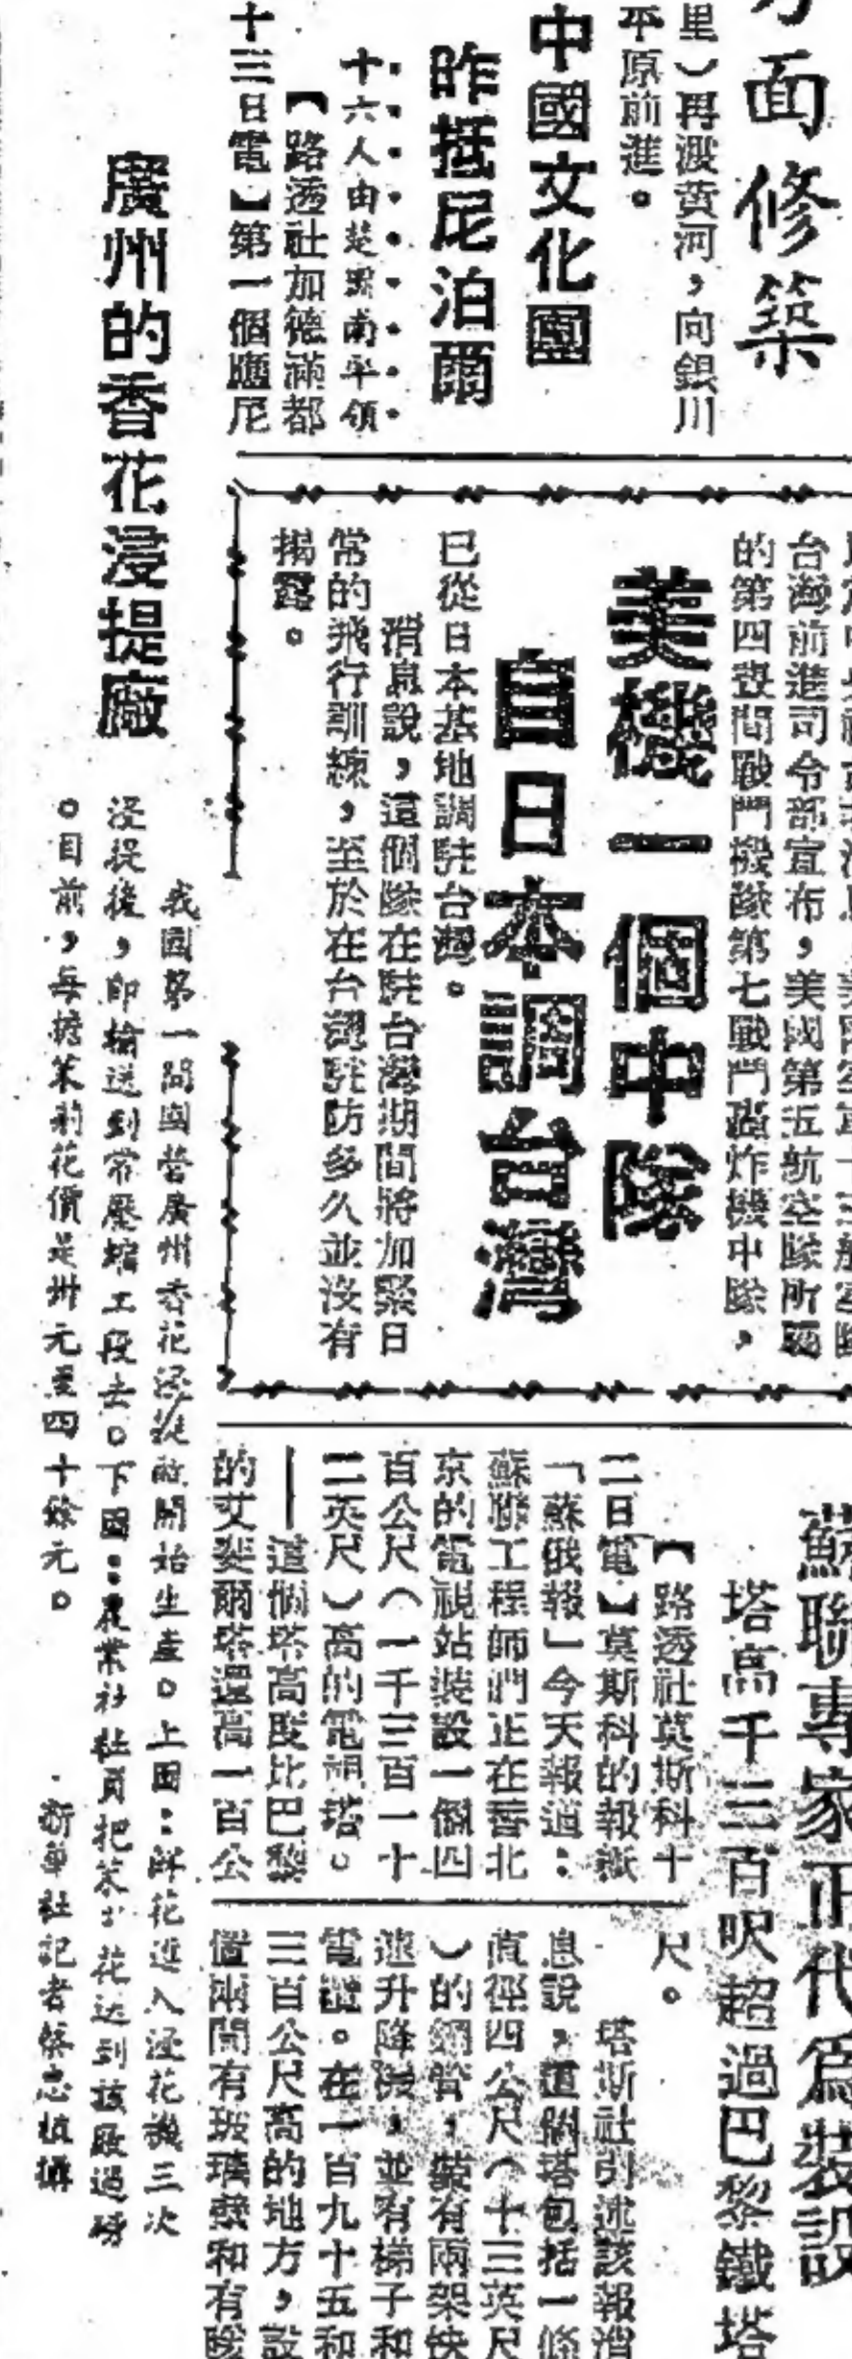 里）再渡黄河，向銀川
平原前進。
方面修築
中國文化團
昨抵尼泊爾
十六人由楚圖南率領
【路透社加德滿都
十三日電】第一個應尼
台灣前進司令部宣布，美國第五航空隊所屬
的第四晝間戰鬥機隊第七戰鬥轟炸機中隊，
美機一個中隊
自日本調台灣
已從日本基地調駐台灣。
消息說，這個隊在駐台灣期間將加緊日
常的飛行訓練，至於在台灣駐防多久並没有
揭露。
蘇聯專家正代爲裝設
塔高千三百呎超過巴黎鐵塔
【路透社莫斯科十
二日電】莫斯科的報紙
「蘇俄報」今天報道：
蘇聯工程師們正在替北
京的電視站裝設一個四
百公尺（一千三百一十
二英尺）高的電視塔。
——這個塔高度比巴黎
的艾斐爾塔還高一百公
尺。
塔斯社引述該報消
息說，這個塔包括一條
直徑四公尺（十三英尺
）的鋼管，裝有兩架快
速升降機，並有梯子和
電纜。在一百九十五和
三百公尺高的地方，設
置兩間有玻璃窗和有暖
廣州的香花浸提廠
我國第一間國營廣州香花浸提廠開始生產。上圖：鮮花進入浸花機三次
浸提後，即輸送到常壓縮工段去。下圖：農業社社員把茉莉花送到該廠過磅
。目前，每擔茉莉花價是卅元至四十餘元。
·新華社記者 忠 攝